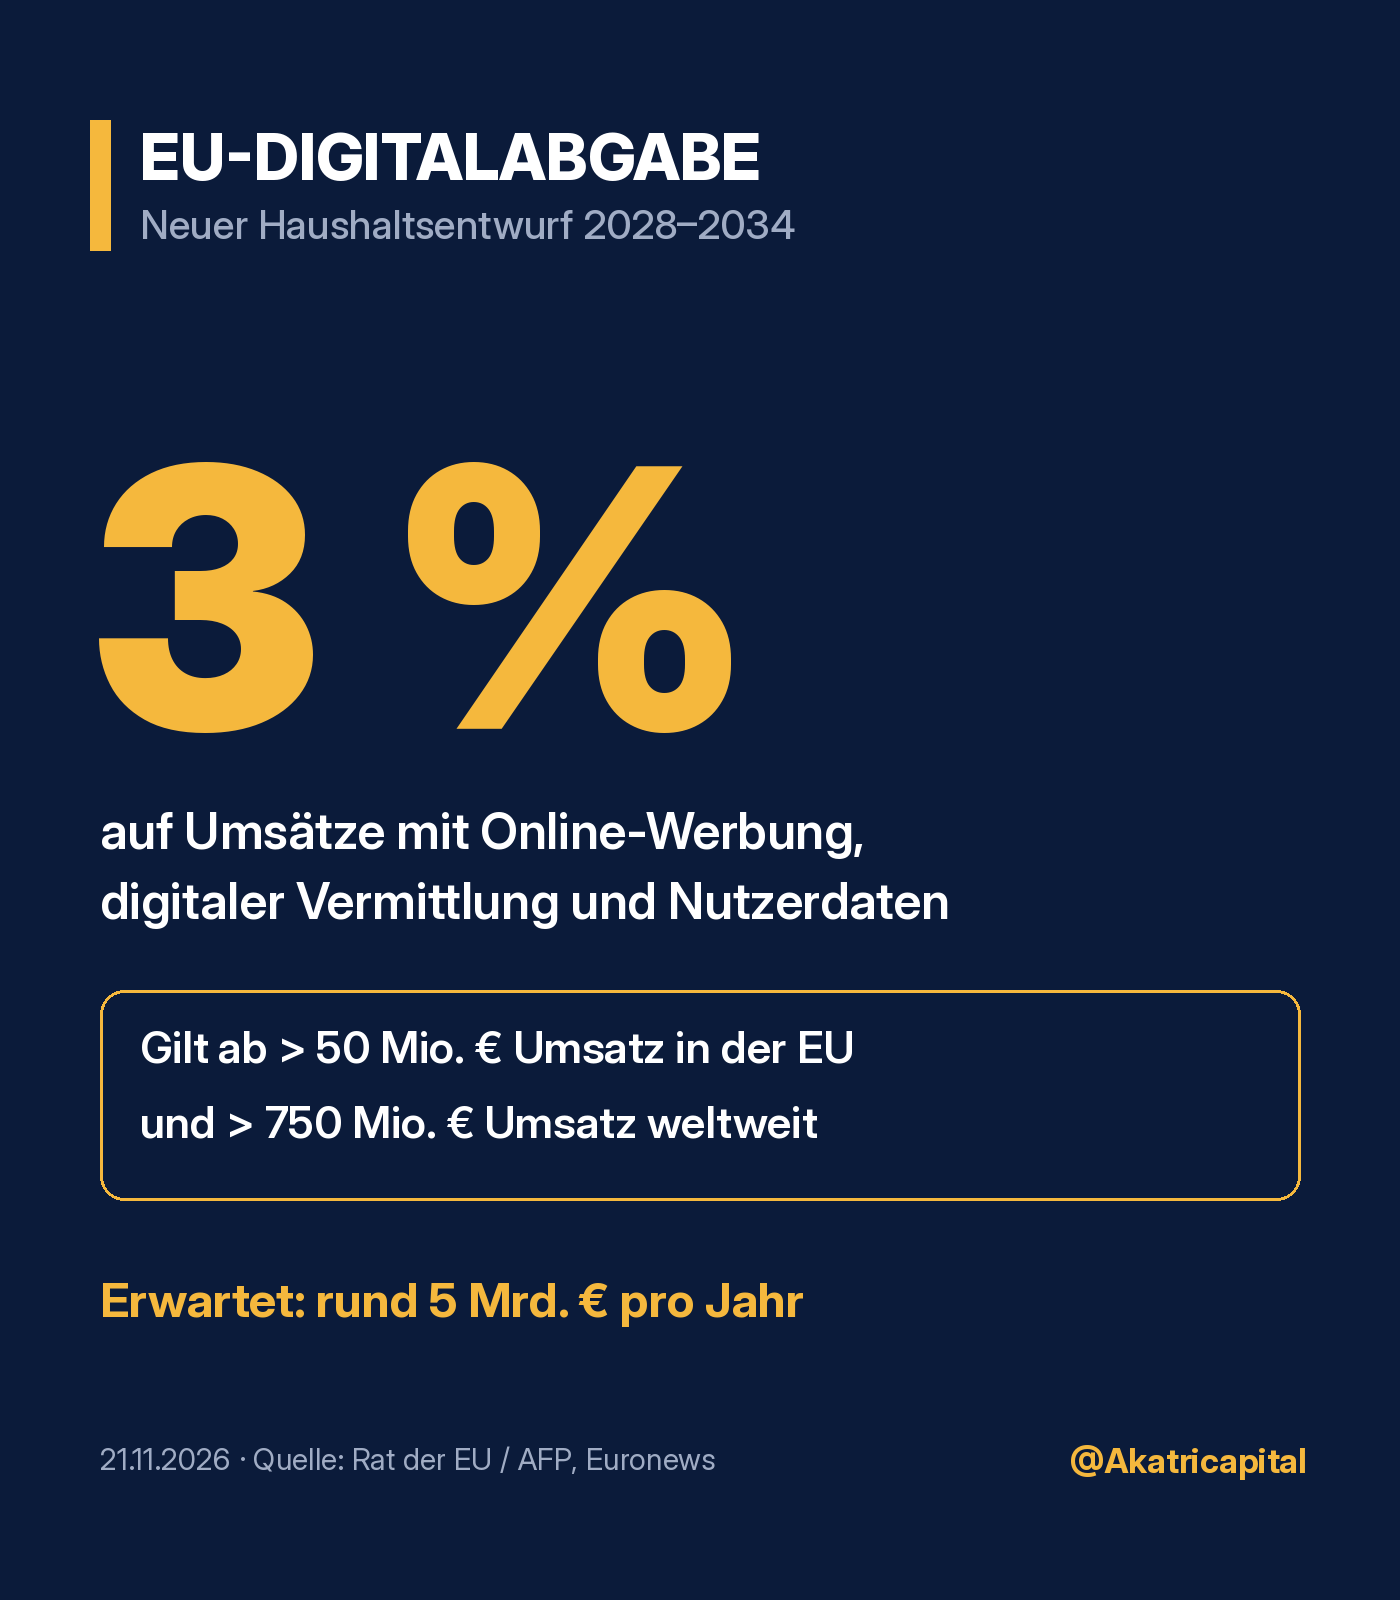 EU-DIGITALABGABE
Neuer Haushaltsentwurf 2028–2034
3 %
auf Umsätze mit Online-Werbung,
digitaler Vermittlung und Nutzerdaten
Gilt ab > 50 Mio. € Umsatz in der EU
und > 750 Mio. € Umsatz weltweit
Erwartet: rund 5 Mrd. € pro Jahr
21.11.2026 · Quelle: Rat der EU / AFP, Euronews
@Akatricapital